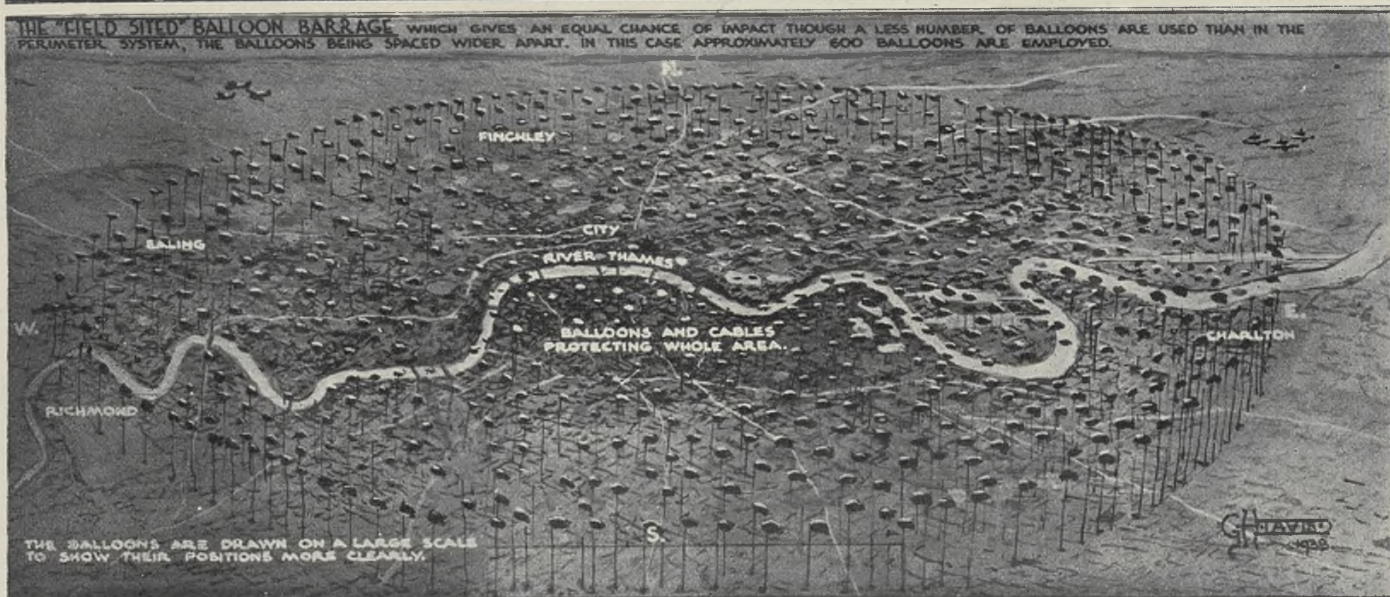 THE "FIELD SITED" BALLOON BARRAGE WHICH GIVES AN EQUAL CHANCE OF IMPACT THOUGH A LESS NUMBER OF BALLOONS ARE USED THAN IN THE
PERIMETER SYSTEM, THE BALLOONS BEING SPACED WIDER APART. IN THIS CASE APPROXIMATELY 600 BALLOONS ARE EMPLOYED.
N.
FINCHLEY
CITY
EALING
RIVER THAMES
W.
E.
BALLOONS AND CABLES
PROTECTING WHOLE AREA.
CHARLTON
RICHMOND
S.
THE BALLOONS ARE DRAWN ON A LARGE SCALE
TO SHOW THEIR POSITIONS MORE CLEARLY.
GH DAVIS
1938